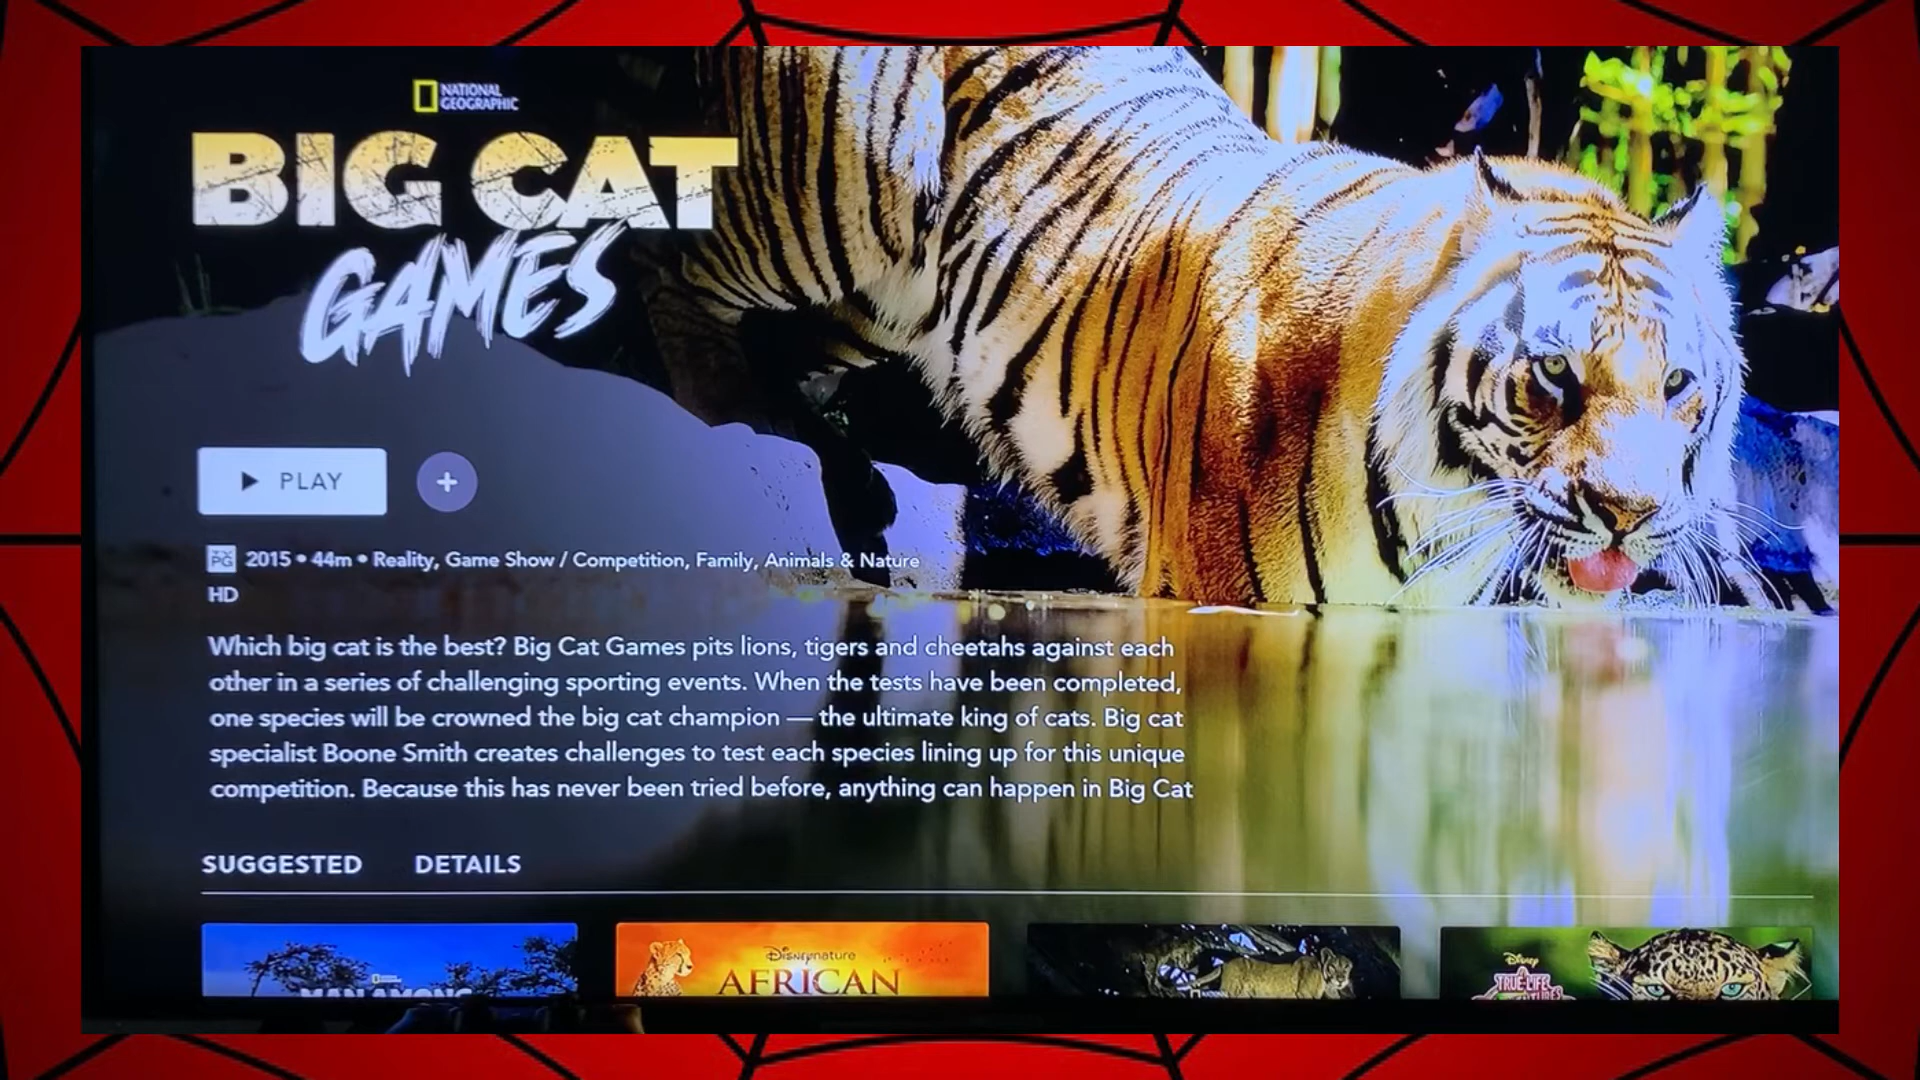 NATIONAL
GEOGRAPHIC
BIG CAT
GAMES
PLAY
PG 2015 • 44m • Reality, Game Show / Competition, Family, Animals & Nature
HD
Which big cat is the best? Big Cat Games pits lions, tigers and cheetahs against each
other in a series of challenging sporting events. When the tests have been completed,
one species will be crowned the big cat champion — the ultimate king of cats. Big cat
specialist Boone Smith creates challenges to test each species lining up for this unique
competition. Because this has never been tried before, anything can happen in Big Cat
SUGGESTED DETAILS
MAN AMONG
Disneynature
AFRICAN
NATIONAL
Disney
A
TRUE-LIFE